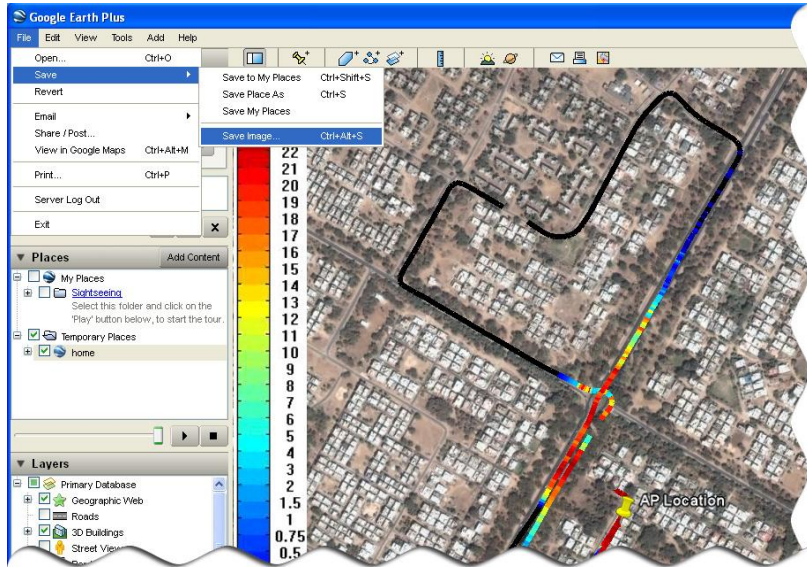 Google Earth Plus
File Edit View Tools Add Help
Open... Ctrl+O
Save
Revert
Email
Share / Post...
View in Google Maps Ctrl+Alt+M
Print... Ctrl+P
Server Log Out
Exit
Save to My Places Ctrl+Shift+S
Save Place As Ctrl+S
Save My Places
Save Image... Ctrl+Alt+S
Places Add Content
My Places
Sightseeing
Select this folder and click on the
'Play' button below, to start the tour.
Temporary Places
home
Layers
Primary Database
Geographic Web
Roads
3D Buildings
Street View
22
21
20
19
18
17
16
15
14
13
12
11
10
9
8
7
6
5
4
3
2
1.5
1
0.75
0.5
AP Location